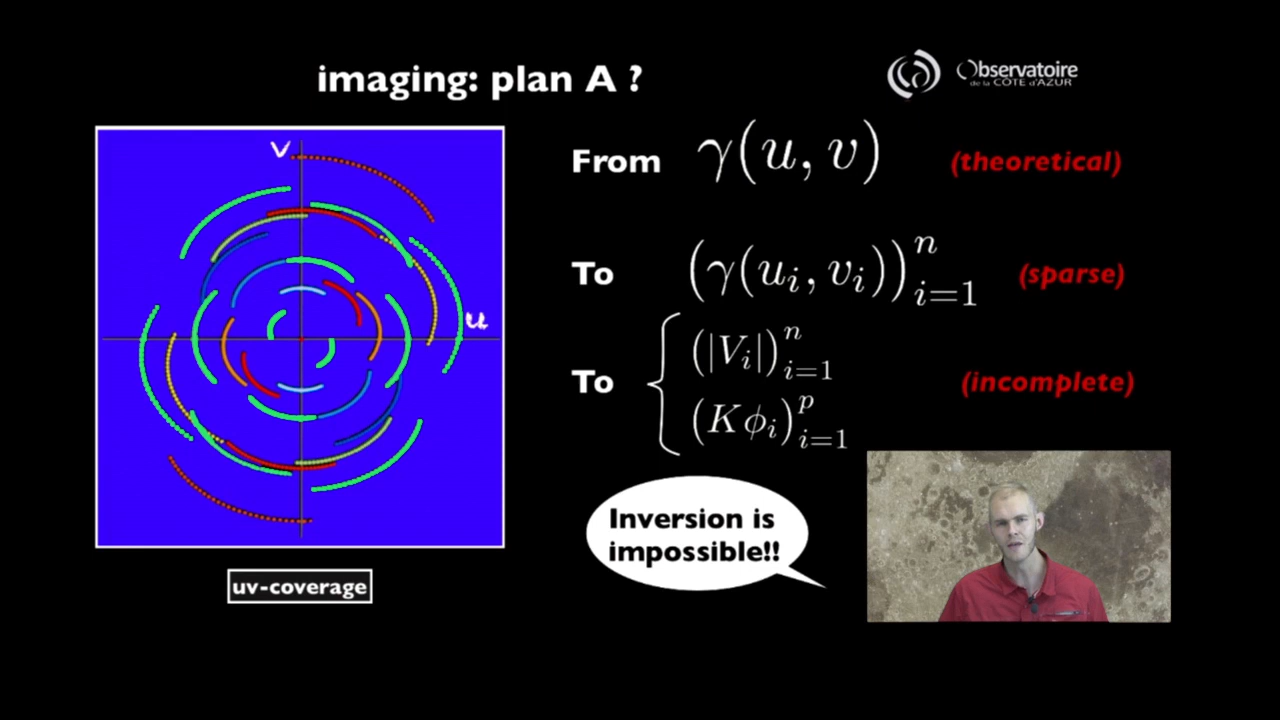 imaging: plan A ?
Observatoire
de la CÔTE d'AZUR
v
u
uv-coverage
From γ(u, v) (theoretical)
To (γ(uᵢ, vᵢ))ⁿᵢ₌₁ (sparse)
To { (|Vᵢ|)ⁿᵢ₌₁ (incomplete)
(Kϕᵢ)ᵖᵢ₌₁
Inversion is
impossible!!